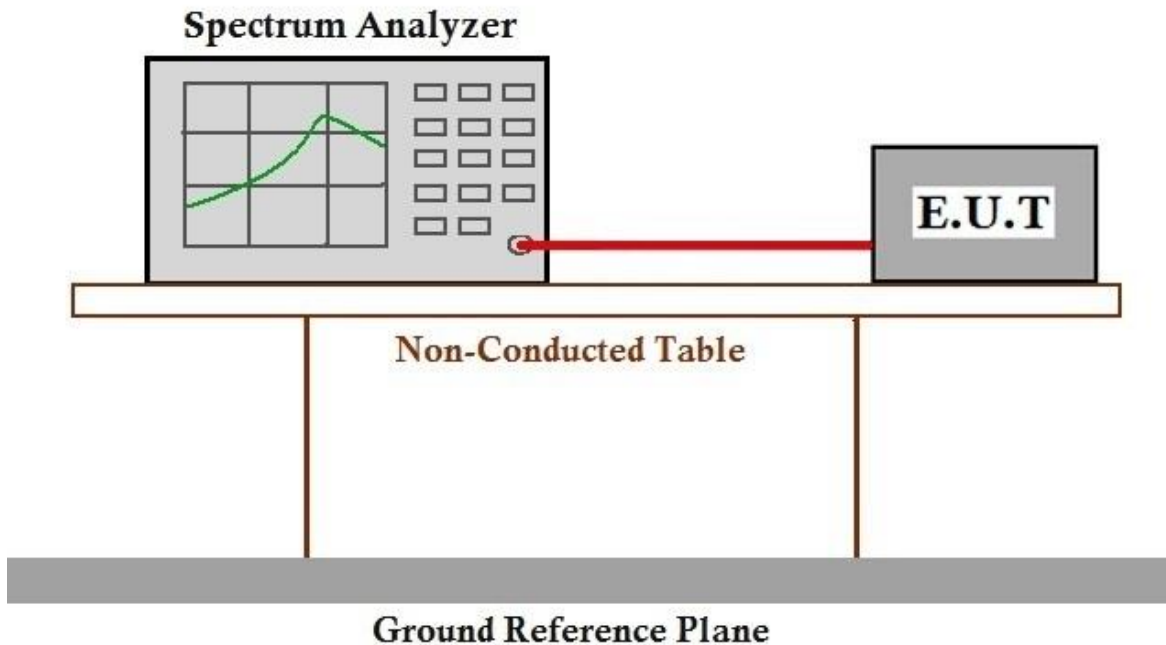 Spectrum Analyzer
E.U.T
Non-Conducted Table
Ground Reference Plane